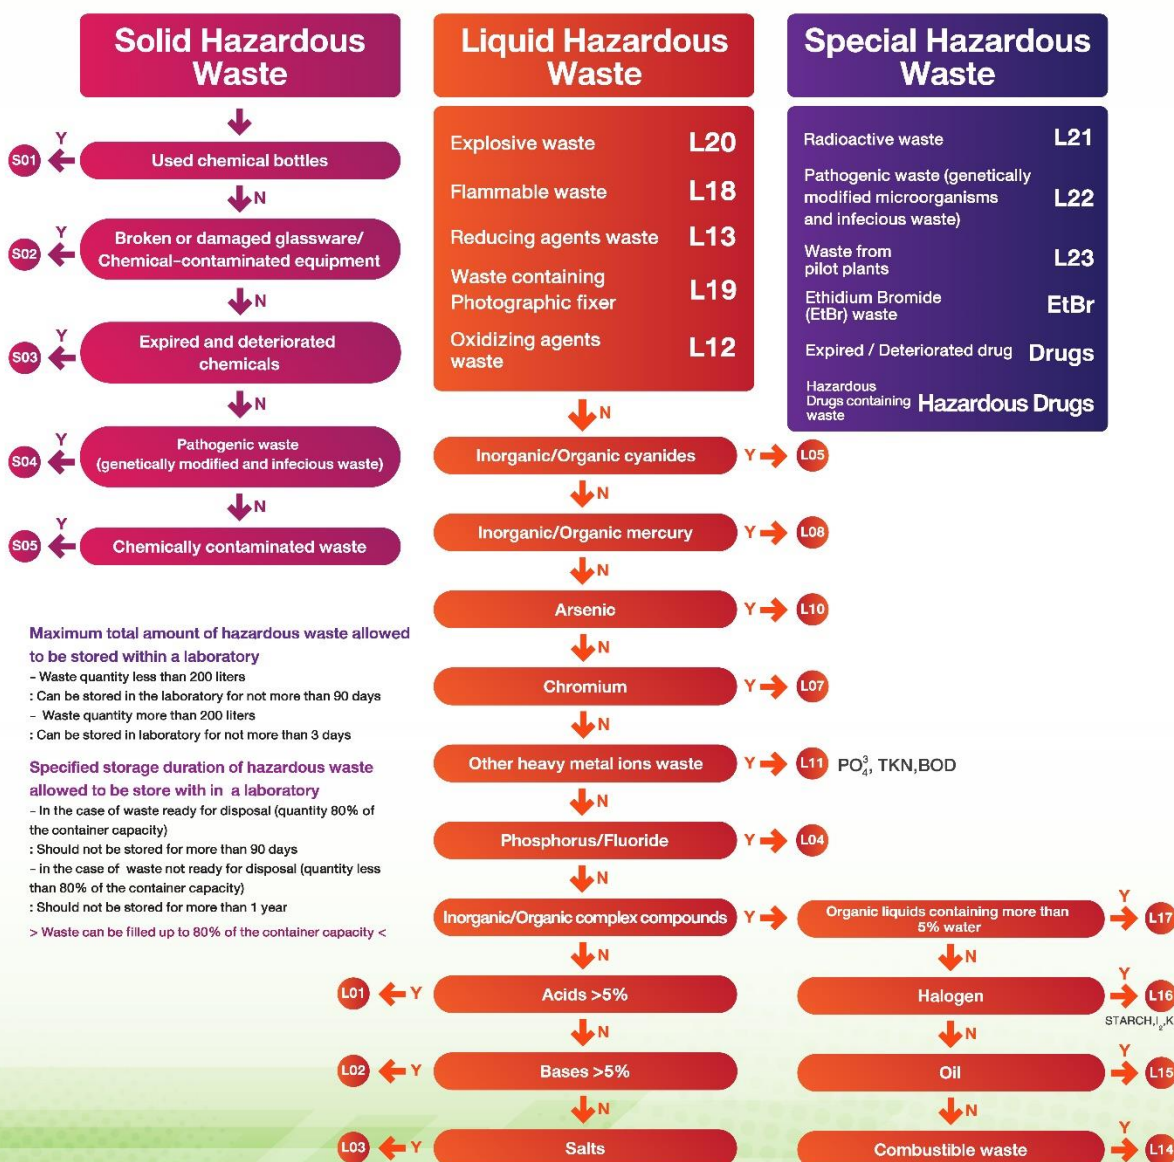 Solid Hazardous
Waste
Y
S01
Used chemical bottles
N
Y
S02
Broken or damaged glassware/
Chemical-contaminated equipment
N
Y
S03
Expired and deteriorated
chemicals
N
Y
S04
Pathogenic waste
(genetically modified and infecious waste)
N
Y
S05
Chemically contaminated waste
Maximum total amount of hazardous waste allowed
to be stored within a laboratory
- Waste quantity less than 200 liters
: Can be stored in the laboratory for not more than 90 days
- Waste quantity more than 200 liters
: Can be stored in laboratory for not more than 3 days
Specified storage duration of hazardous waste
allowed to be store with in a laboratory
- In the case of waste ready for disposal (quantity 80% of
the container capacity)
: Should not be stored for more than 90 days
- in the case of waste not ready for disposal (quantity less
than 80% of the container capacity)
: Should not be stored for more than 1 year
> Waste can be filled up to 80% of the container capacity <
Liquid Hazardous
Waste
Explosive waste L20
Flammable waste L18
Reducing agents waste L13
Waste containing
Photographic fixer L19
Oxidizing agents
waste L12
N
Inorganic/Organic cyanides Y L05
N
Inorganic/Organic mercury Y L08
N
Arsenic Y L10
N
Chromium Y L07
N
Other heavy metal ions waste Y L11 PO₄³, TKN,BOD
N
Phosphorus/Fluoride Y L04
N
Inorganic/Organic complex compounds Y
N
L01 Y Acids >5%
N
L02 Y Bases >5%
N
L03 Y Salts
Special Hazardous
Waste
Radioactive waste L21
Pathogenic waste (genetically
modified microorganisms
and infecious waste) L22
Waste from
pilot plants L23
Ethidium Bromide
(EtBr) waste EtBr
Expired / Deteriorated drug Drugs
Hazardous
Drugs containing
waste Hazardous Drugs
Organic liquids containing more than
5% water
Y
L17
N
Halogen
Y
L16
STARCH,I₂,K
N
Oil
Y
L15
N
Combustible waste
Y
L14